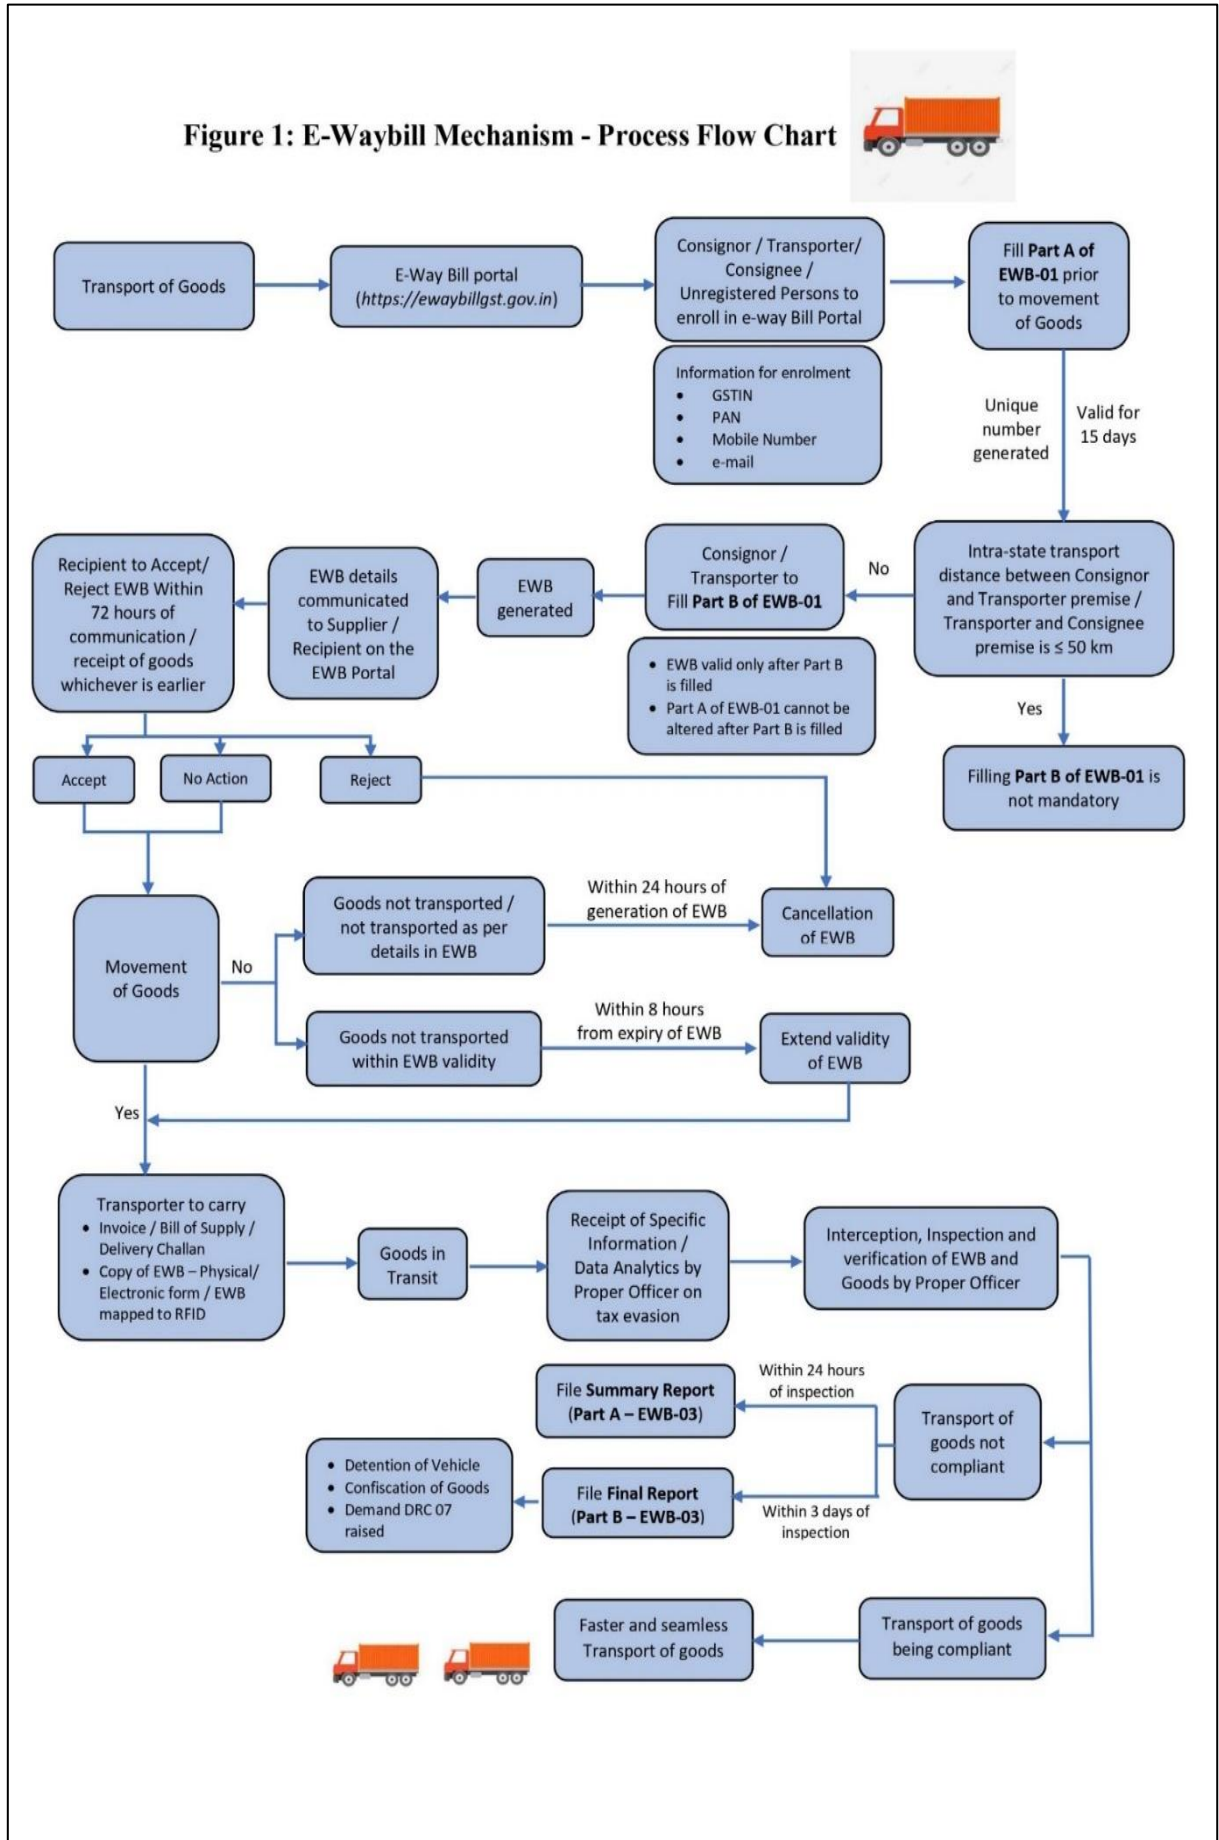 Figure 1: E-Waybill Mechanism - Process Flow Chart
Transport of Goods
E-Way Bill portal
(https://ewaybillgst.gov.in)
Consignor / Transporter/
Consignee /
Unregistered Persons to
enroll in e-way Bill Portal
Fill Part A of
EWB-01 prior
to movement
of Goods
Information for enrolment
• GSTIN
• PAN
• Mobile Number
• e-mail
Unique
number
generated
Valid for
15 days
Recipient to Accept/
Reject EWB Within
72 hours of
communication /
receipt of goods
whichever is earlier
EWB details
communicated
to Supplier /
Recipient on the
EWB Portal
EWB
generated
Consignor /
Transporter to
Fill Part B of EWB-01
No
Intra-state transport
distance between Consignor
and Transporter premise /
Transporter and Consignee
premise is ≤ 50 km
• EWB valid only after Part B
is filled
• Part A of EWB-01 cannot be
altered after Part B is filled
Yes
Accept
No Action
Reject
Filling Part B of EWB-01 is
not mandatory
Movement
of Goods
No
Goods not transported /
not transported as per
details in EWB
Within 24 hours of
generation of EWB
Cancellation
of EWB
Goods not transported
within EWB validity
Within 8 hours
from expiry of EWB
Extend validity
of EWB
Yes
Transporter to carry
• Invoice / Bill of Supply /
Delivery Challan
• Copy of EWB – Physical/
Electronic form / EWB
mapped to RFID
Goods in
Transit
Receipt of Specific
Information /
Data Analytics by
Proper Officer on
tax evasion
Interception, Inspection and
verification of EWB and
Goods by Proper Officer
File Summary Report
(Part A – EWB-03)
Within 24 hours
of inspection
Transport of
goods not
compliant
• Detention of Vehicle
• Confiscation of Goods
• Demand DRC 07
raised
File Final Report
(Part B – EWB-03)
Within 3 days of
inspection
Faster and seamless
Transport of goods
Transport of goods
being compliant